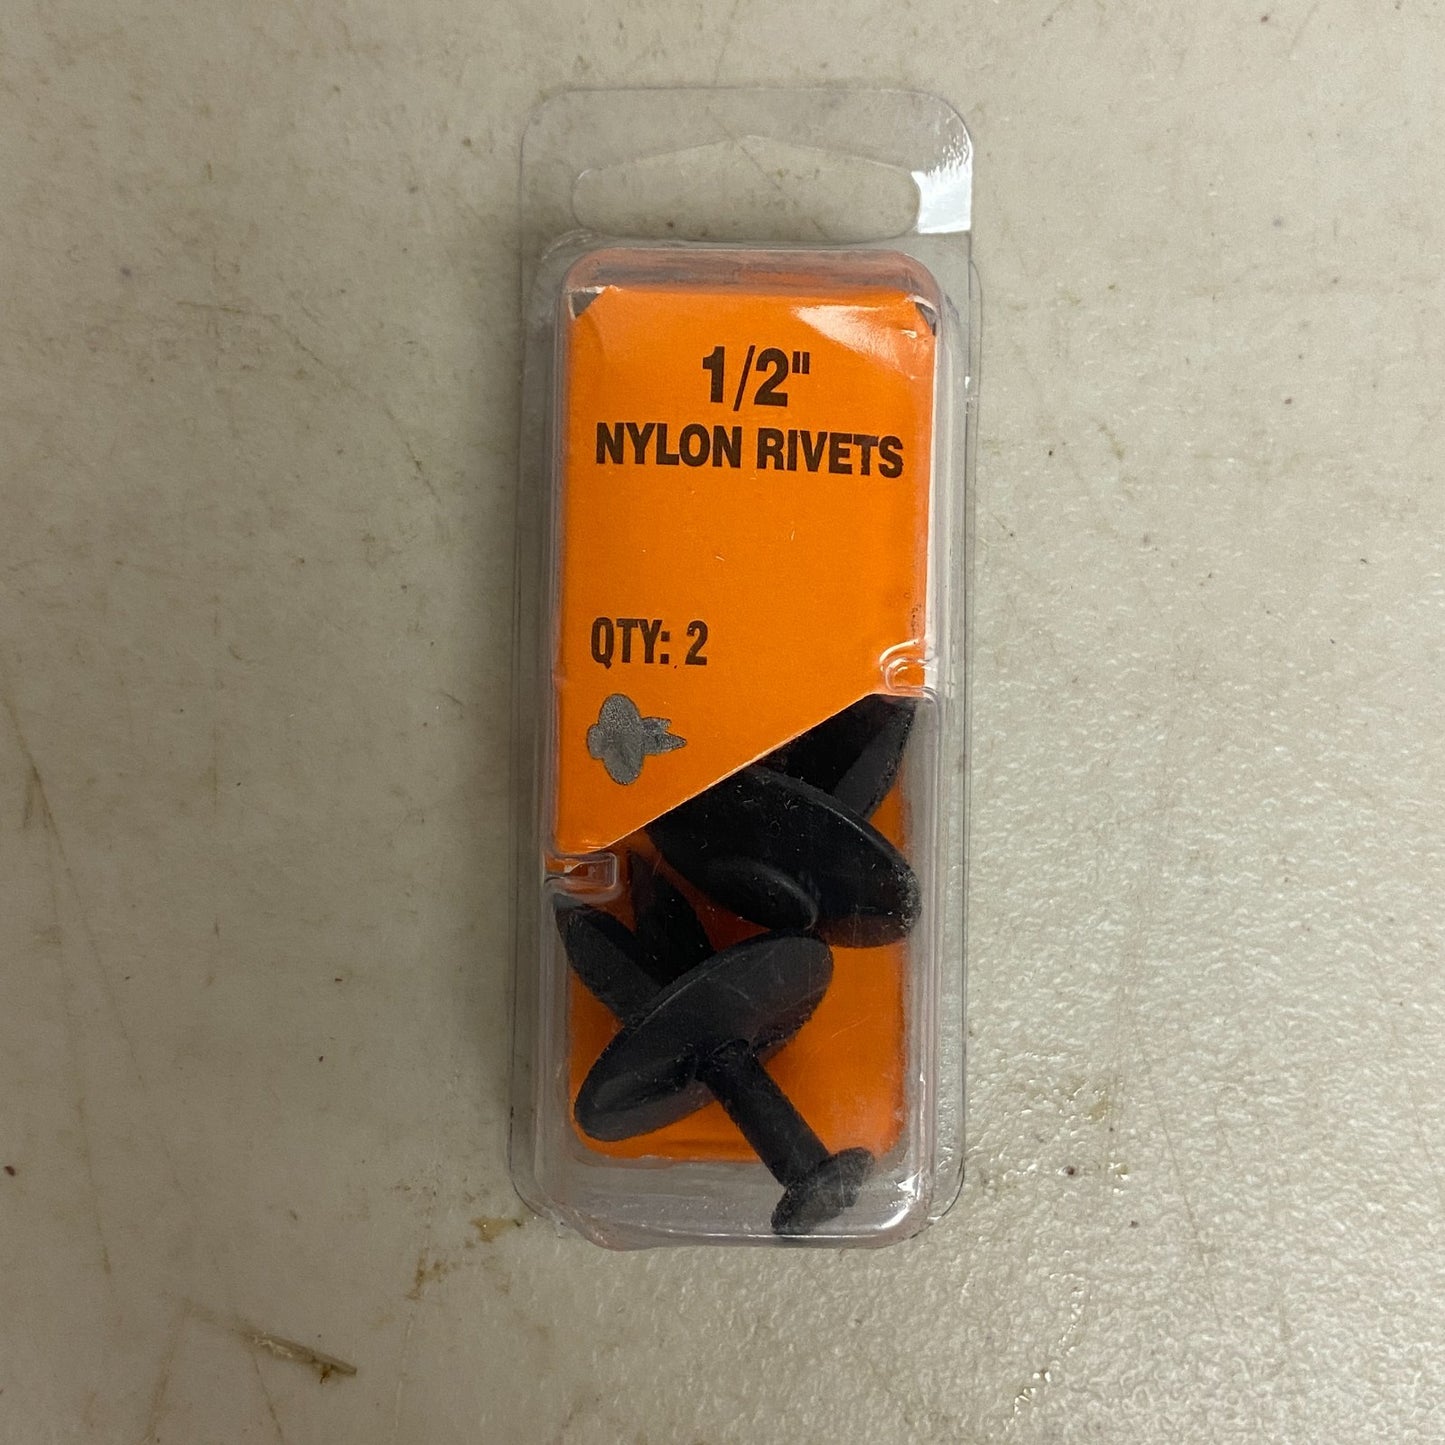 1/2"
NYLON RIVETS
QTY: 2